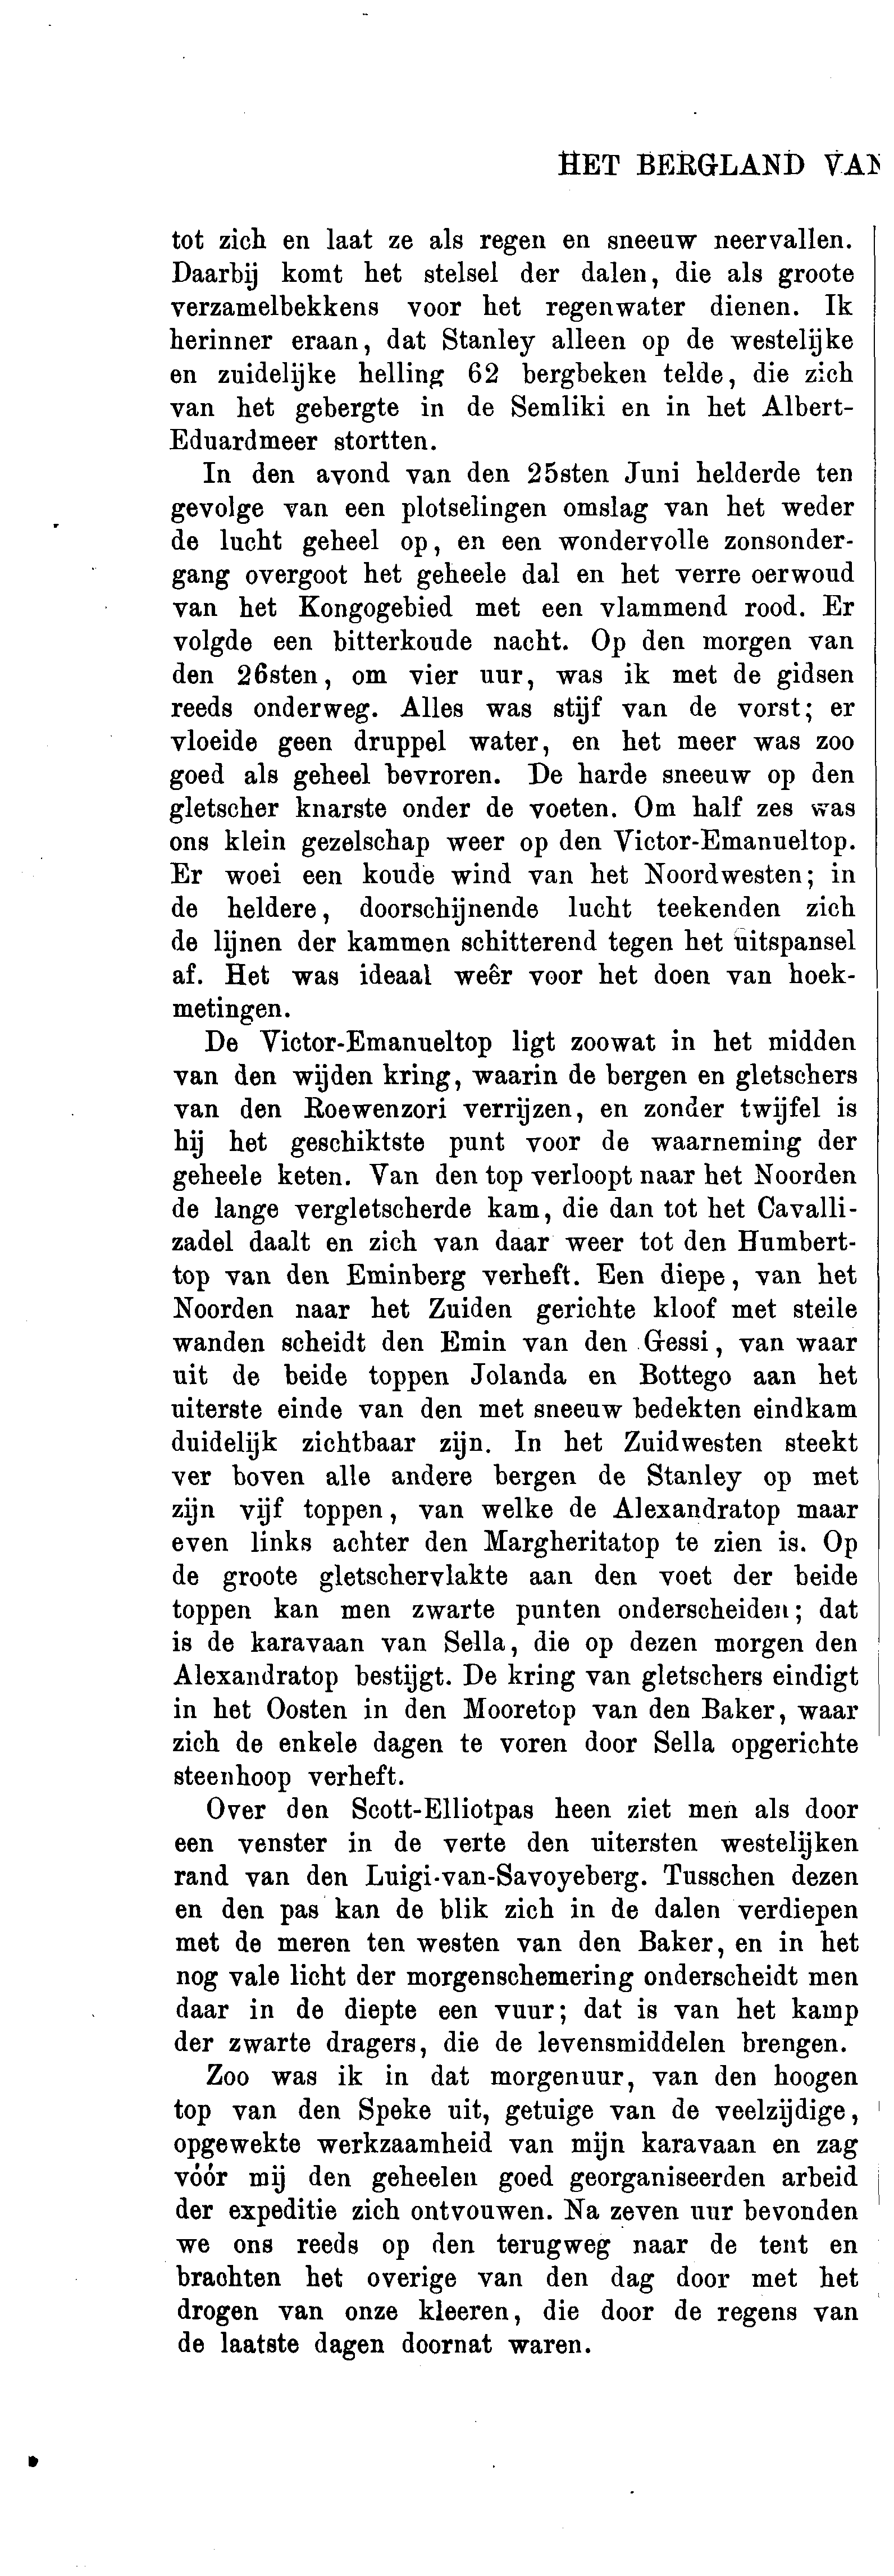 HET BERGLAND VAN
tot zich en laat ze als regen en sneeuw neervallen.
Daarbij komt het stelsel der dalen, die als groote
verzamelbekkens voor het regenwater dienen. Ik
herinner eraan, dat Stanley alleen op de westelijke
en zuidelijke helling 62 bergbeken telde, die zich
van het gebergte in de Semliki en in het Albert-
Eduardmeer stortten.
In den avond van den 25sten Juni helderde ten
gevolge van een plotselingen omslag van het weder
de lucht geheel op, en een wondervolle zonsonder-
gang overgoot het geheele dal en het verre oerwoud
van het Kongogebied met een vlammend rood. Er
volgde een bitterkoude nacht. Op den morgen van
den 26sten, om vier uur, was ik met de gidsen
reeds onderweg. Alles was stijf van de vorst; er
vloeide geen druppel water, en het meer was zoo
goed als geheel bevroren. De harde sneeuw op den
gletscher knarste onder de voeten. Om half zes was
ons klein gezelschap weer op den Victor-Emanueltop.
Er woei een koude wind van het Noordwesten; in
de heldere, doorschijnende lucht teekenden zich
de lijnen der kammen schitterend tegen het uitspansel
af. Het was ideaal weêr voor het doen van hoek-
metingen.
De Victor-Emanueltop ligt zoowat in het midden
van den wijden kring, waarin de bergen en gletschers
van den Roewenzori verrijzen, en zonder twijfel is
hij het geschiktste punt voor de waarneming der
geheele keten. Van den top verloopt naar het Noorden
de lange vergletscherde kam, die dan tot het Cavalli-
zadel daalt en zich van daar weer tot den Humbert-
top van den Eminberg verheft. Een diepe, van het
Noorden naar het Zuiden gerichte kloof met steile
wanden scheidt den Emin van den Gessi, van waar
uit de beide toppen Jolanda en Bottego aan het
uiterste einde van den met sneeuw bedekten eindkam
duidelijk zichtbaar zijn. In het Zuidwesten steekt
ver boven alle andere bergen de Stanley op met
zijn vijf toppen, van welke de Alexandratop maar
even links achter den Margheritatop te zien is. Op
de groote gletschervlakte aan den voet der beide
toppen kan men zwarte punten onderscheiden; dat
is de karavaan van Sella, die op dezen morgen den
Alexandratop bestijgt. De kring van gletschers eindigt
in het Oosten in den Mooretop van den Baker, waar
zich de enkele dagen te voren door Sella opgerichte
steenhoop verheft.
Over den Scott-Elliotpas heen ziet men als door
een venster in de verte den uitersten westelijken
rand van den Luigi-van-Savoyeberg. Tusschen dezen
en den pas kan de blik zich in de dalen verdiepen
met de meren ten westen van den Baker, en in het
nog vale licht der morgenschemering onderscheidt men
daar in de diepte een vuur; dat is van het kamp
der zwarte dragers, die de levensmiddelen brengen.
Zoo was ik in dat morgenuur, van den hoogen
top van den Speke uit, getuige van de veelzijdige,
opgewekte werkzaamheid van mijn karavaan en zag
vóór mij den geheelen goed georganiseerden arbeid
der expeditie zich ontvouwen. Na zeven uur bevonden
we ons reeds op den terugweg naar de tent en
brachten het overige van den dag door met het
drogen van onze kleeren, die door de regens van
de laatste dagen doornat waren.